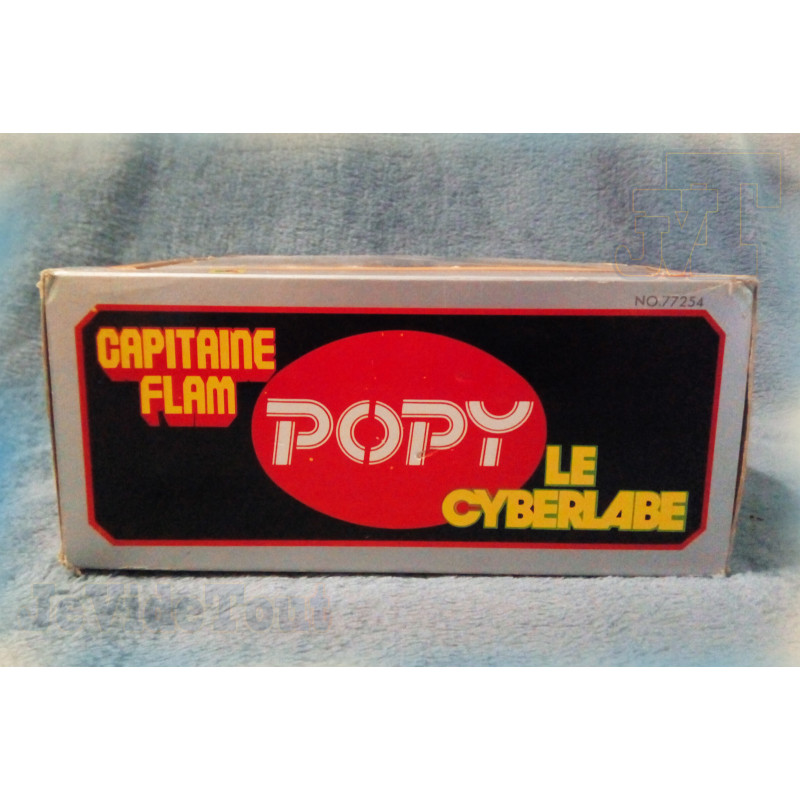 NO.77254
CAPITAINE
FLAM
POPY
LE
CYBERLABE